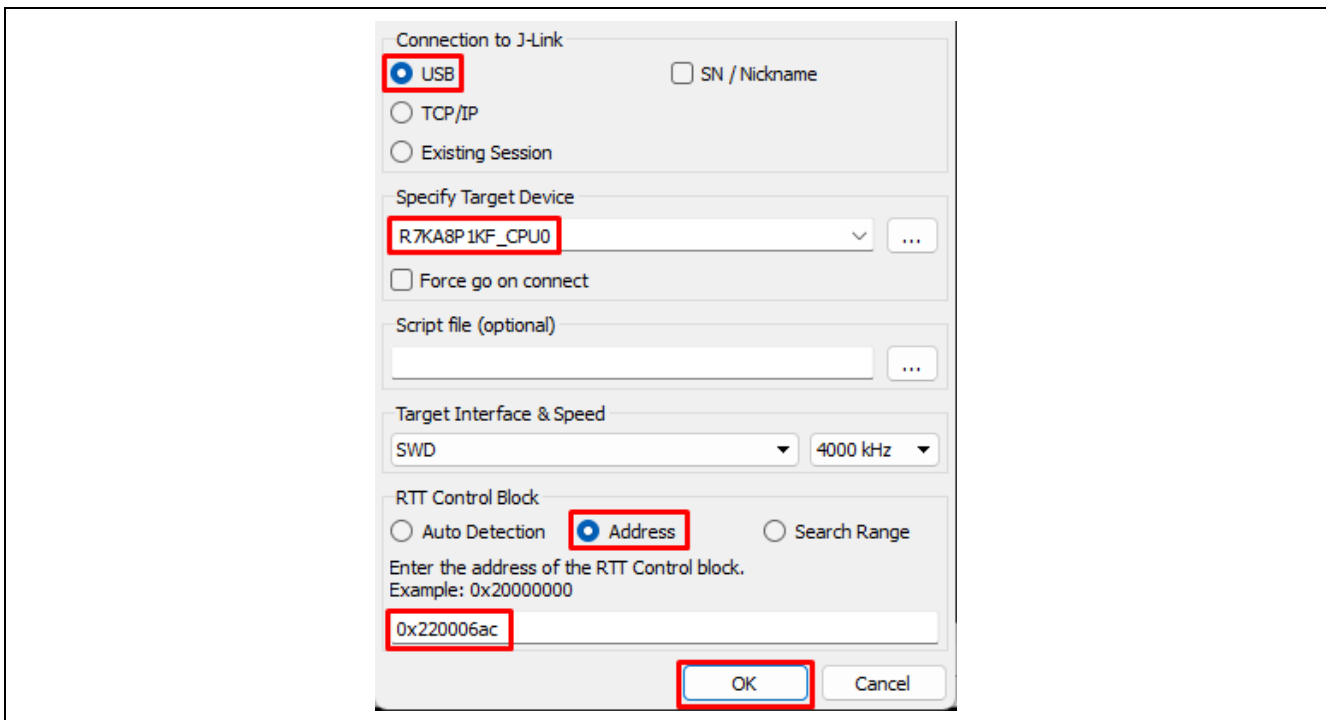 Connection to J-Link
USB SN / Nickname
TCP/IP
Existing Session
Specify Target Device
R7KA8P1KF_CPU0 ...
Force go on connect
Script file (optional)
...
Target Interface & Speed
SWD 4000 kHz
RTT Control Block
Auto Detection Address Search Range
Enter the address of the RTT Control block.
Example: 0x20000000
0x220006ac
OK Cancel